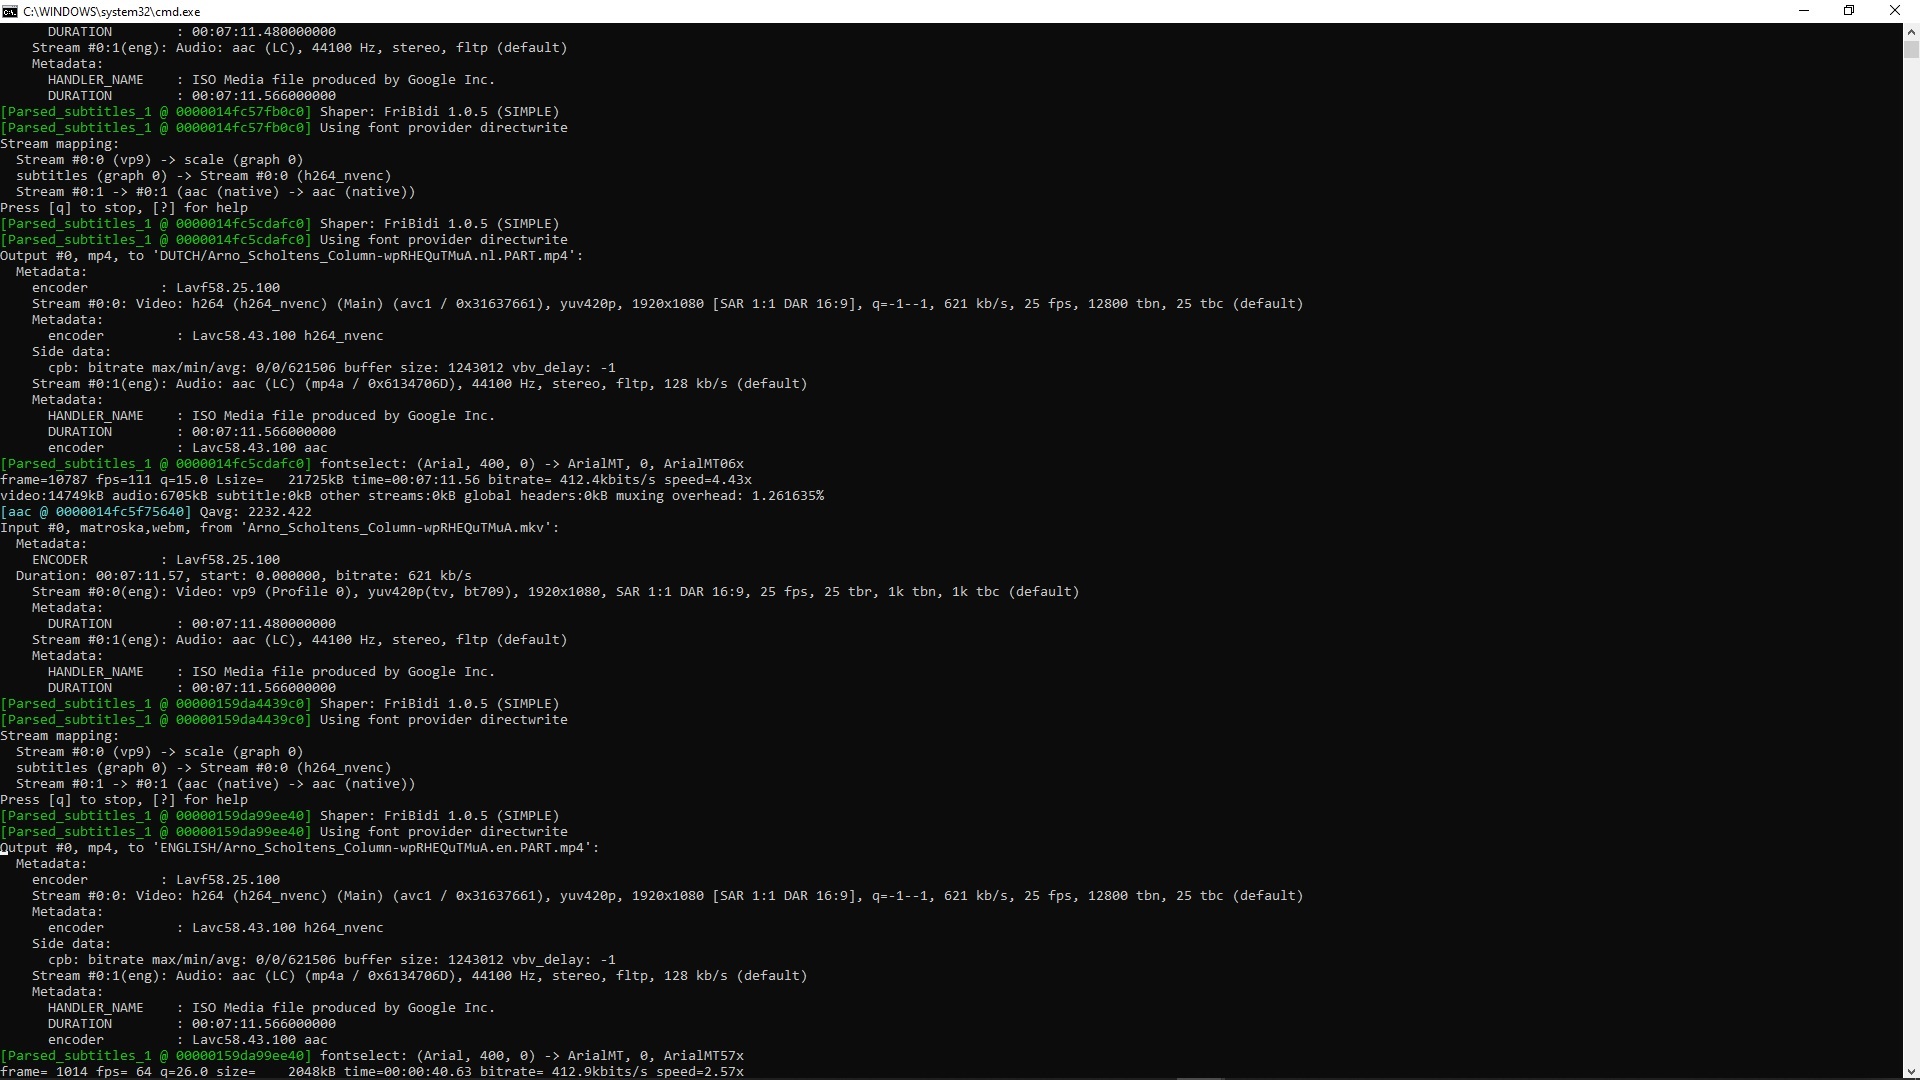 C:\WINDOWS\system32\cmd.exe
      DURATION        : 00:07:11.480000000
    Stream #0:1(eng): Audio: aac (LC), 44100 Hz, stereo, fltp (default)
    Metadata:
      HANDLER_NAME    : ISO Media file produced by Google Inc.
      DURATION        : 00:07:11.566000000
[Parsed_subtitles_1 @ 0000014fc57fb0c0] Shaper: FriBidi 1.0.5 (SIMPLE)
[Parsed_subtitles_1 @ 0000014fc57fb0c0] Using font provider directwrite
Stream mapping:
  Stream #0:0 (vp9) -> scale (graph 0)
  subtitles (graph 0) -> Stream #0:0 (h264_nvenc)
  Stream #0:1 -> #0:1 (aac (native) -> aac (native))
Press [q] to stop, [?] for help
[Parsed_subtitles_1 @ 0000014fc5cdafc0] Shaper: FriBidi 1.0.5 (SIMPLE)
[Parsed_subtitles_1 @ 0000014fc5cdafc0] Using font provider directwrite
Output #0, mp4, to 'DUTCH/Arno_Scholtens_Column-wpRHEQuTMuA.nl.PART.mp4':
  Metadata:
    encoder         : Lavf58.25.100
    Stream #0:0: Video: h264 (h264_nvenc) (Main) (avc1 / 0x31637661), yuv420p, 1920x1080 [SAR 1:1 DAR 16:9], q=-1--1, 621 kb/s, 25 fps, 12800 tbn, 25 tbc (default)
    Metadata:
      encoder         : Lavc58.43.100 h264_nvenc
    Side data:
      cpb: bitrate max/min/avg: 0/0/621506 buffer size: 1243012 vbv_delay: -1
    Stream #0:1(eng): Audio: aac (LC) (mp4a / 0x6134706D), 44100 Hz, stereo, fltp, 128 kb/s (default)
    Metadata:
      HANDLER_NAME    : ISO Media file produced by Google Inc.
      DURATION        : 00:07:11.566000000
      encoder         : Lavc58.43.100 aac
[Parsed_subtitles_1 @ 0000014fc5cdafc0] fontselect: (Arial, 400, 0) -> ArialMT, 0, ArialMT06x
frame=10787 fps=111 q=15.0 Lsize=   21725kB time=00:07:11.56 bitrate= 412.4kbits/s speed=4.43x
video:14749kB audio:6705kB subtitle:0kB other streams:0kB global headers:0kB muxing overhead: 1.261635%
[aac @ 0000014fc5f75640] Qavg: 2232.422
Input #0, matroska,webm, from 'Arno_Scholtens_Column-wpRHEQuTMuA.mkv':
  Metadata:
    ENCODER         : Lavf58.25.100
  Duration: 00:07:11.57, start: 0.000000, bitrate: 621 kb/s
    Stream #0:0(eng): Video: vp9 (Profile 0), yuv420p(tv, bt709), 1920x1080, SAR 1:1 DAR 16:9, 25 fps, 25 tbr, 1k tbn, 1k tbc (default)
    Metadata:
      DURATION        : 00:07:11.480000000
    Stream #0:1(eng): Audio: aac (LC), 44100 Hz, stereo, fltp (default)
    Metadata:
      HANDLER_NAME    : ISO Media file produced by Google Inc.
      DURATION        : 00:07:11.566000000
[Parsed_subtitles_1 @ 00000159da4439c0] Shaper: FriBidi 1.0.5 (SIMPLE)
[Parsed_subtitles_1 @ 00000159da4439c0] Using font provider directwrite
Stream mapping:
  Stream #0:0 (vp9) -> scale (graph 0)
  subtitles (graph 0) -> Stream #0:0 (h264_nvenc)
  Stream #0:1 -> #0:1 (aac (native) -> aac (native))
Press [q] to stop, [?] for help
[Parsed_subtitles_1 @ 00000159da99ee40] Shaper: FriBidi 1.0.5 (SIMPLE)
[Parsed_subtitles_1 @ 00000159da99ee40] Using font provider directwrite
Output #0, mp4, to 'ENGLISH/Arno_Scholtens_Column-wpRHEQuTMuA.en.PART.mp4':
  Metadata:
    encoder         : Lavf58.25.100
    Stream #0:0: Video: h264 (h264_nvenc) (Main) (avc1 / 0x31637661), yuv420p, 1920x1080 [SAR 1:1 DAR 16:9], q=-1--1, 621 kb/s, 25 fps, 12800 tbn, 25 tbc (default)
    Metadata:
      encoder         : Lavc58.43.100 h264_nvenc
    Side data:
      cpb: bitrate max/min/avg: 0/0/621506 buffer size: 1243012 vbv_delay: -1
    Stream #0:1(eng): Audio: aac (LC) (mp4a / 0x6134706D), 44100 Hz, stereo, fltp, 128 kb/s (default)
    Metadata:
      HANDLER_NAME    : ISO Media file produced by Google Inc.
      DURATION        : 00:07:11.566000000
      encoder         : Lavc58.43.100 aac
[Parsed_subtitles_1 @ 00000159da99ee40] fontselect: (Arial, 400, 0) -> ArialMT, 0, ArialMT57x
frame= 1014 fps= 64 q=26.0 size=    2048kB time=00:00:40.63 bitrate= 412.9kbits/s speed=2.57x